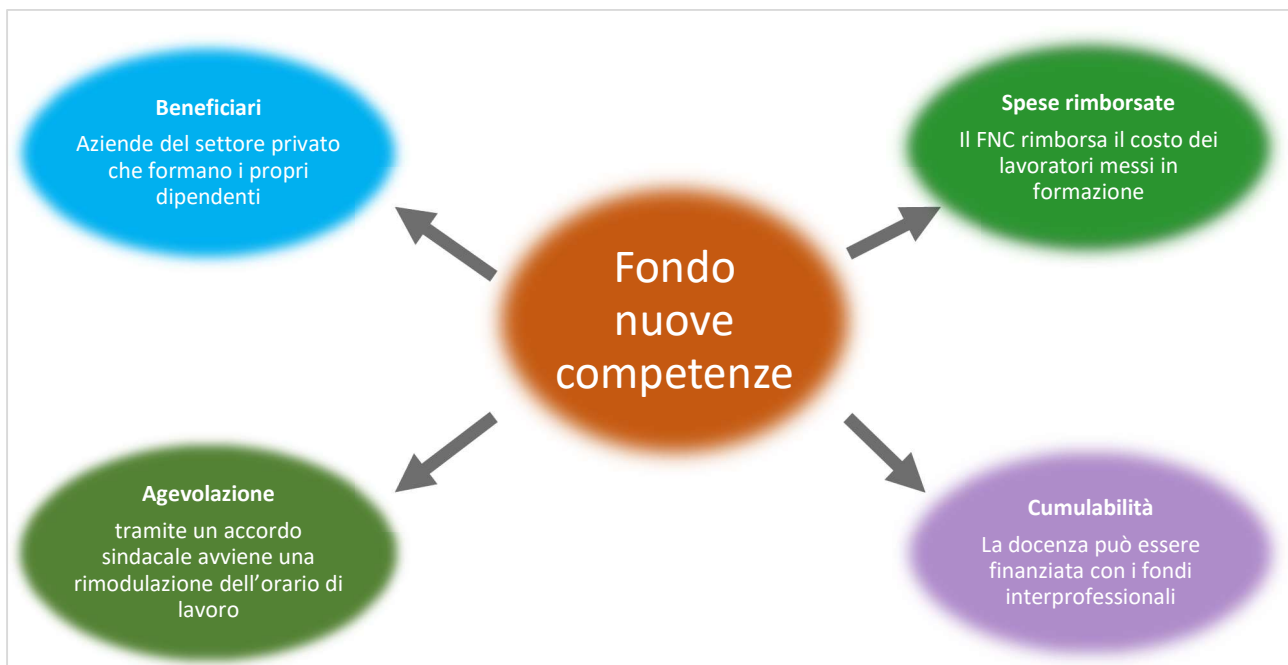 Beneficiari
Aziende del settore privato
che formano i propri
dipendenti
Spese rimborsate
Il FNC rimborsa il costo dei
lavoratori messi in
formazione
Fondo
nuove
competenze
Agevolazione
tramite un accordo
sindacale avviene una
rimodulazione dell’orario di
lavoro
Cumulabilità
La docenza può essere
finanziata con i fondi
interprofessionali